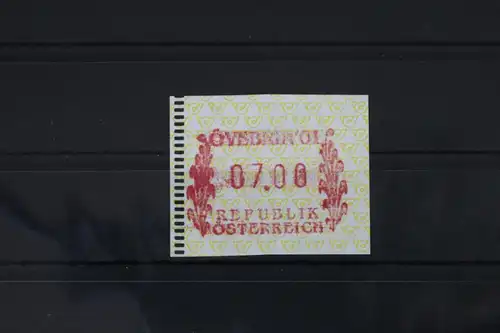 ÖVEBRIA'01
07.00
REPUBLIK
ÖSTERREICH